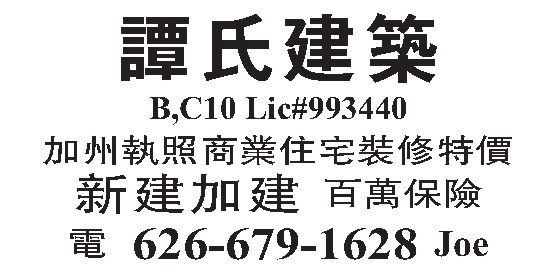 譚氏建築
B,C10 Lic#993440
加州執照商業住宅裝修特價
新建加建 百萬保險
電 626-679-1628 Joe